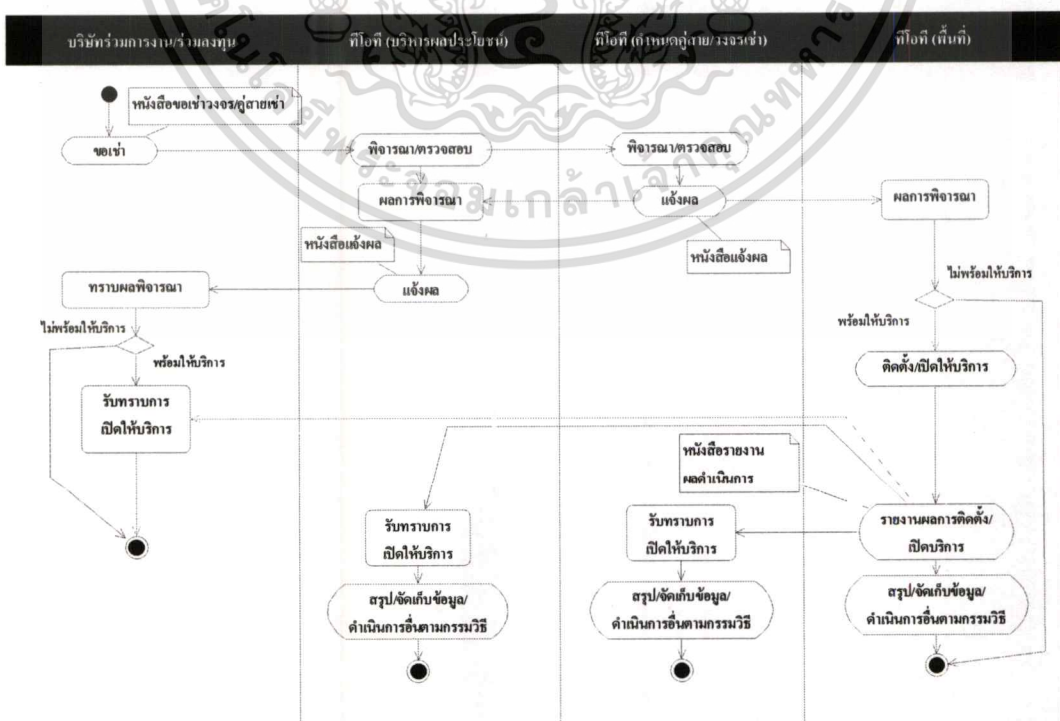 บริษัทร่วมการงาน/ร่วมลงทุน
ทีโอที (บริหารผลประโยชน์)
ทีโอที (กำหนดคู่สาย/วงจรเช่า)
ทีโอที (พื้นที่)
หนังสือขอเช่าวงจร/คู่สายเช่า
ขอเช่า
พิจารณา/ตรวจสอบ
พิจารณา/ตรวจสอบ
ผลการพิจารณา
แจ้งผล
ผลการพิจารณา
หนังสือแจ้งผล
หนังสือแจ้งผล
ทราบผลพิจารณา
แจ้งผล
ไม่พร้อมให้บริการ
ไม่พร้อมให้บริการ
พร้อมให้บริการ
พร้อมให้บริการ
ติดตั้ง/เปิดให้บริการ
รับทราบการ
เปิดให้บริการ
หนังสือรายงาน
ผลดำเนินการ
รับทราบการ
เปิดให้บริการ
รับทราบการ
เปิดให้บริการ
รายงานผลการติดตั้ง/
เปิดบริการ
สรุป/จัดเก็บข้อมูล/
ดำเนินการอื่นตามกรรมวิธี
สรุป/จัดเก็บข้อมูล/
ดำเนินการอื่นตามกรรมวิธี
สรุป/จัดเก็บข้อมูล/
ดำเนินการอื่นตามกรรมวิธี